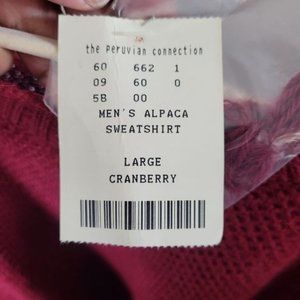 the peruvian connection
60 662 1
09 60 0
5B 00
MEN'S ALPACA
SWEATSHIRT
LARGE
CRANBERRY